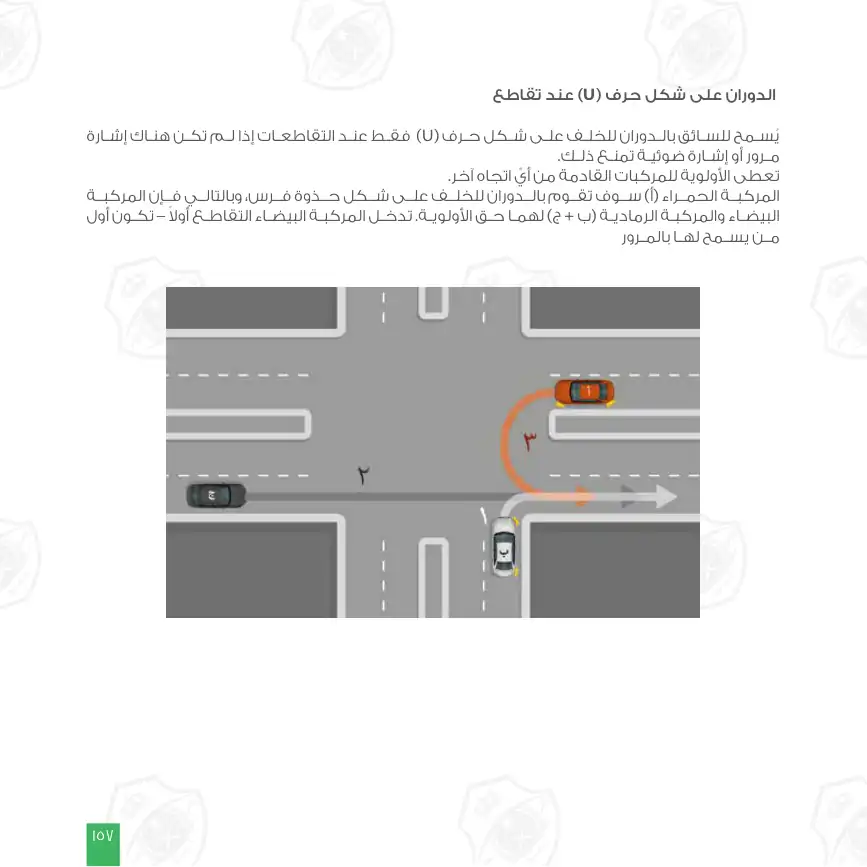 الدوران على شكل حرف (U) عند تقاطع
يُسمح للسائق بالدوران للخلف على شكل حرف (U) فقط عند التقاطعات إذا لم تكن هناك إشارة
مرور أو إشارة ضوئية تمنع ذلك.
تعطى الأولوية للمركبات القادمة من أيّ اتجاه آخر.
المركبة الحمراء (أ) سوف تقوم بالدوران للخلف على شكل حذوة فرس، وبالتالي فإن المركبة
البيضاء والمركبة الرمادية (ب + ج) لهما حق الأولوية. تدخل المركبة البيضاء التقاطع أولاً – تكون أول
من يسمح لها بالمرور
أ
٣
٢
ج
١
ب
١٥٧